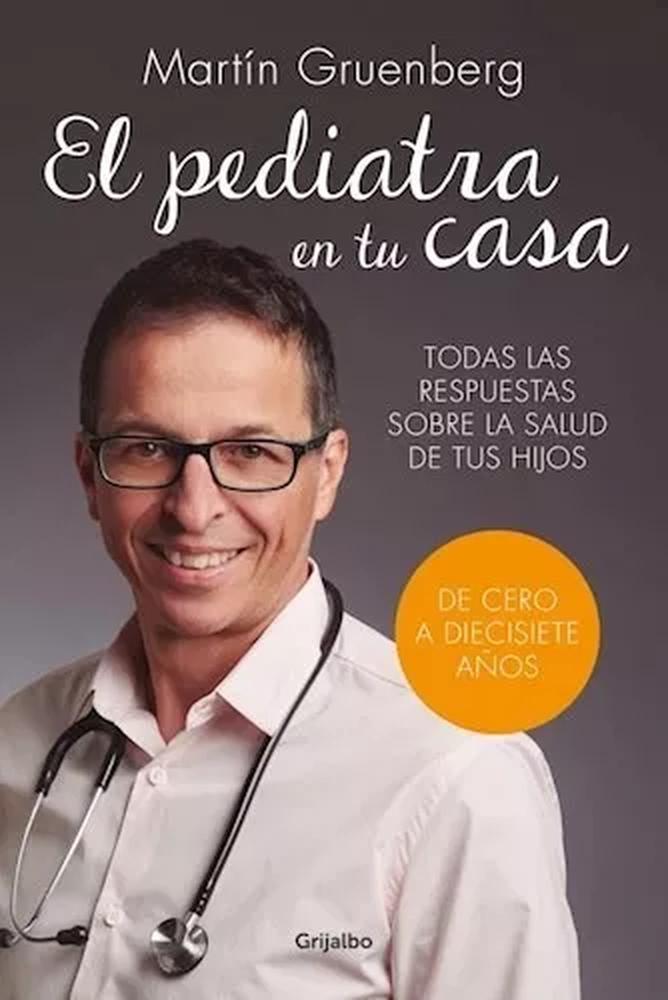 Martín Gruenberg
El pediatra
en tu casa
TODAS LAS
RESPUESTAS
SOBRE LA SALUD
DE TUS HIJOS
DE CERO
A DIECISIETE
AÑOS
Grijalbo